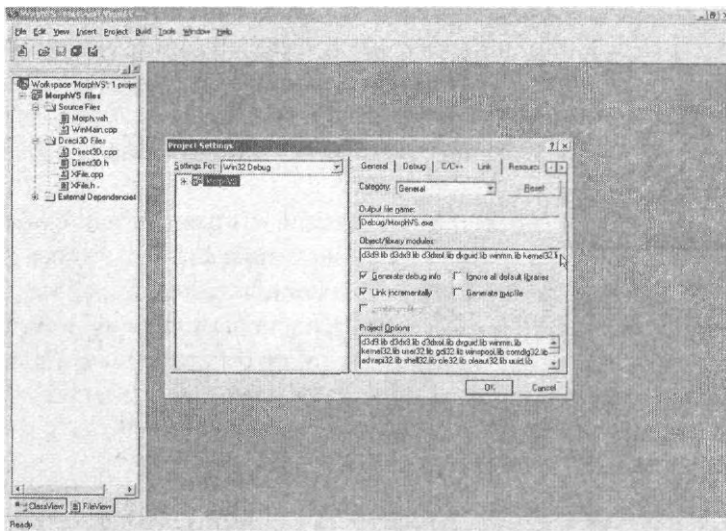 File Edit View Insert Project Build Tools Window Help
Workspace 'MorphVS': 1 projec
MorphVS files
Source Files
Morph.vsh
WinMain.cpp
Direct3D Files
Direct3D.cpp
Direct3D.h
XFile.cpp
XFile.h
External Dependencies
ClassView FileView
Ready
Project Settings
Settings For: Win32 Debug
MorphVS
General Debug C/C++ Link Resourc
Category: General Reset
Output file name:
Debug/MorphVS.exe
Object/library modules:
d3d9.lib d3dx9.lib d3dxof.lib dxguid.lib winmm.lib kernel32.li
Generate debug info Ignore all default libraries
Link incrementally Generate mapfile
Project Options
d3d9.lib d3dx9.lib d3dxof.lib dxguid.lib winmm.lib
kernel32.lib user32.lib gdi32.lib winspool.lib comdlg32.lib
advapi32.lib shell32.lib ole32.lib oleaut32.lib uuid.lib
OK Cancel